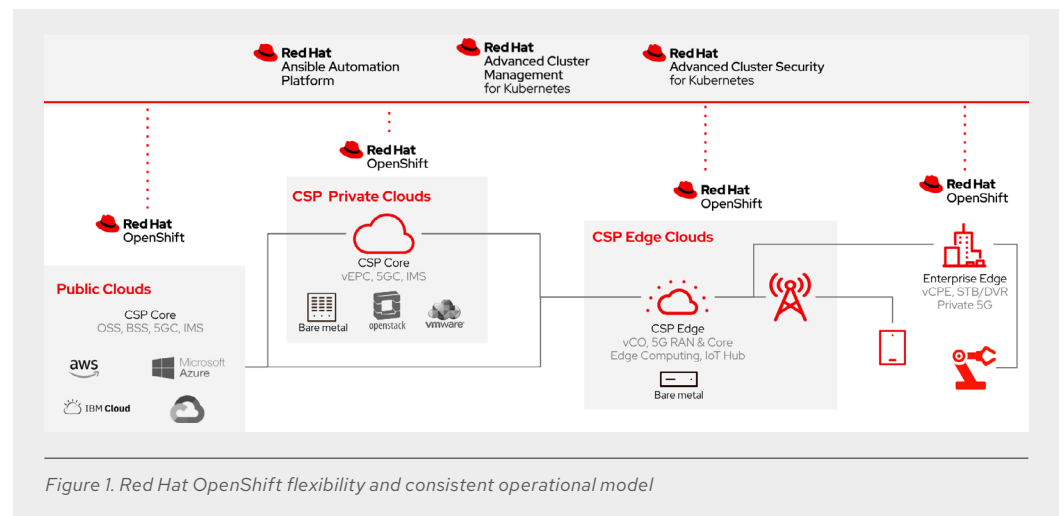 Red Hat
Ansible Automation
Platform
Red Hat
Advanced Cluster
Management
for Kubernetes
Red Hat
Advanced Cluster Security
for Kubernetes
Red Hat
OpenShift
CSP Private Clouds
CSP Core
vEPC, 5GC, IMS
Bare metal
openstack
vmware
Red Hat
OpenShift
Public Clouds
CSP Core
OSS, BSS, 5GC, IMS
aws
Microsoft
Azure
IBM Cloud
Red Hat
OpenShift
CSP Edge Clouds
CSP Edge
vCO, 5G RAN & Core
Edge Computing, IoT Hub
Bare metal
Red Hat
OpenShift
Enterprise Edge
vCPE, STB/DVR
Private 5G
Figure 1. Red Hat OpenShift flexibility and consistent operational model